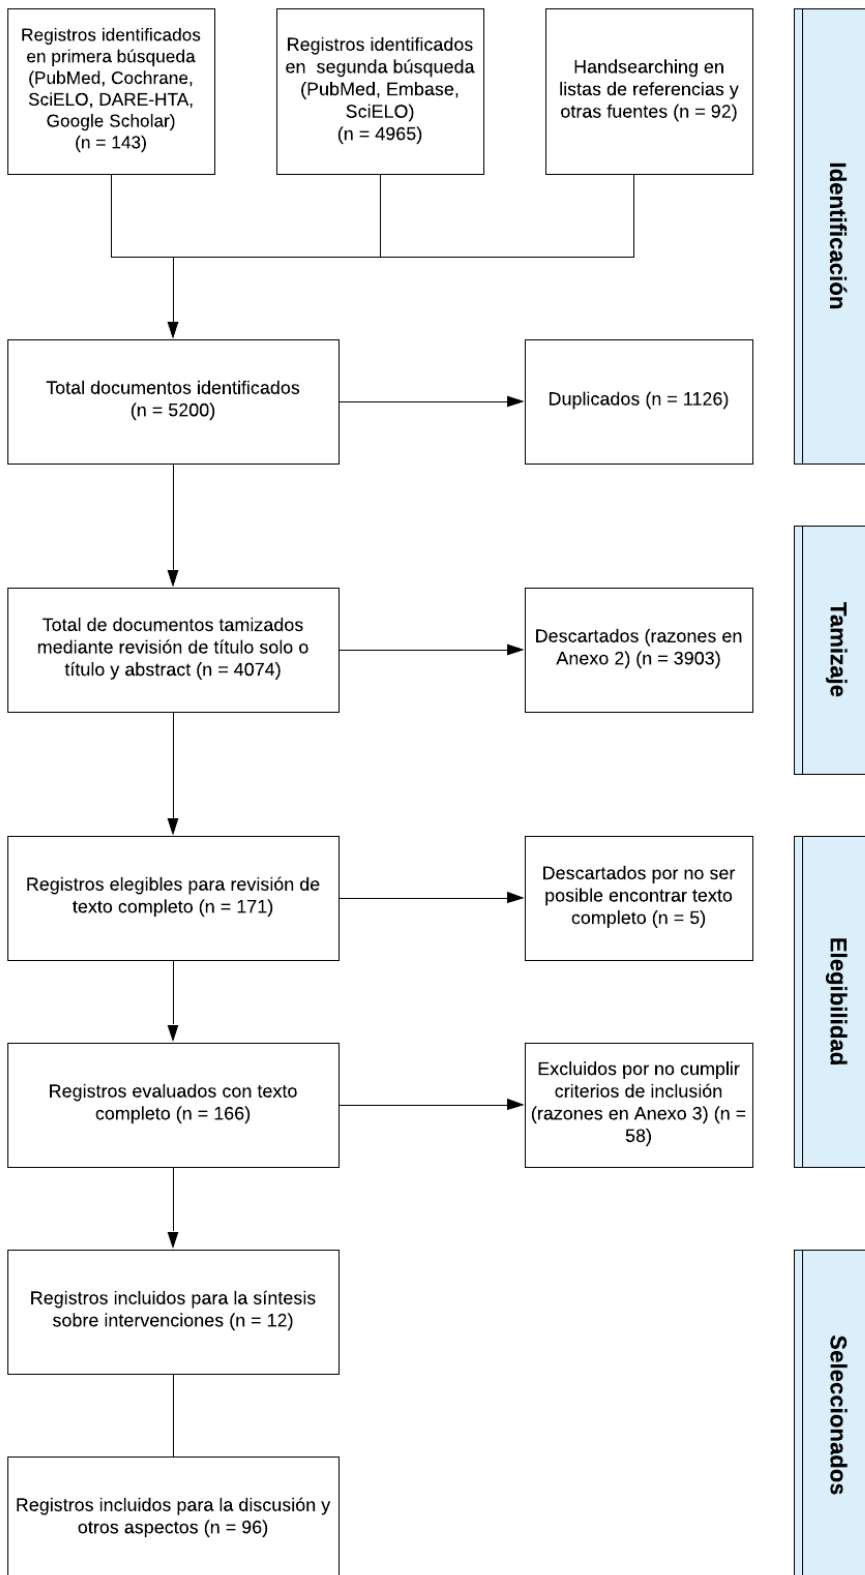 Registros identificados
en primera búsqueda
(PubMed, Cochrane,
SciELO, DARE-HTA,
Google Scholar)
(n = 143)
Registros identificados
en segunda búsqueda
(PubMed, Embase,
SciELO)
(n = 4965)
Handsearching en
listas de referencias y
otras fuentes (n = 92)
Identificación
Total documentos identificados
(n = 5200)
Duplicados (n = 1126)
Total de documentos tamizados
mediante revisión de título solo o
título y abstract (n = 4074)
Descartados (razones en
Anexo 2) (n = 3903)
Tamizaje
Registros elegibles para revisión de
texto completo (n = 171)
Descartados por no ser
posible encontrar texto
completo (n = 5)
Elegibilidad
Registros evaluados con texto
completo (n = 166)
Excluidos por no cumplir
criterios de inclusión
(razones en Anexo 3) (n =
58)
Registros incluidos para la síntesis
sobre intervenciones (n = 12)
Seleccionados
Registros incluidos para la discusión y
otros aspectos (n = 96)